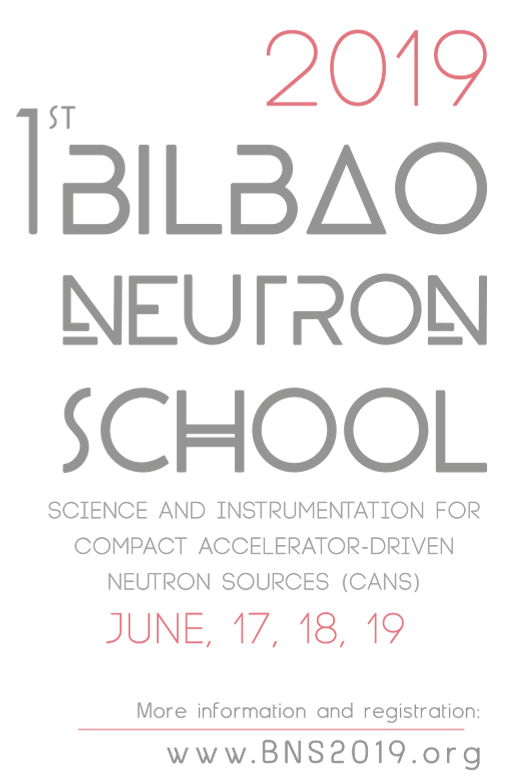 2019
1ST BILBAO
NEUTRON
SCHOOL
SCIENCE AND INSTRUMENTATION FOR
COMPACT ACCELERATOR-DRIVEN
NEUTRON SOURCES (CANS)
JUNE, 17, 18, 19
More information and registration:
www.BNS2019.org